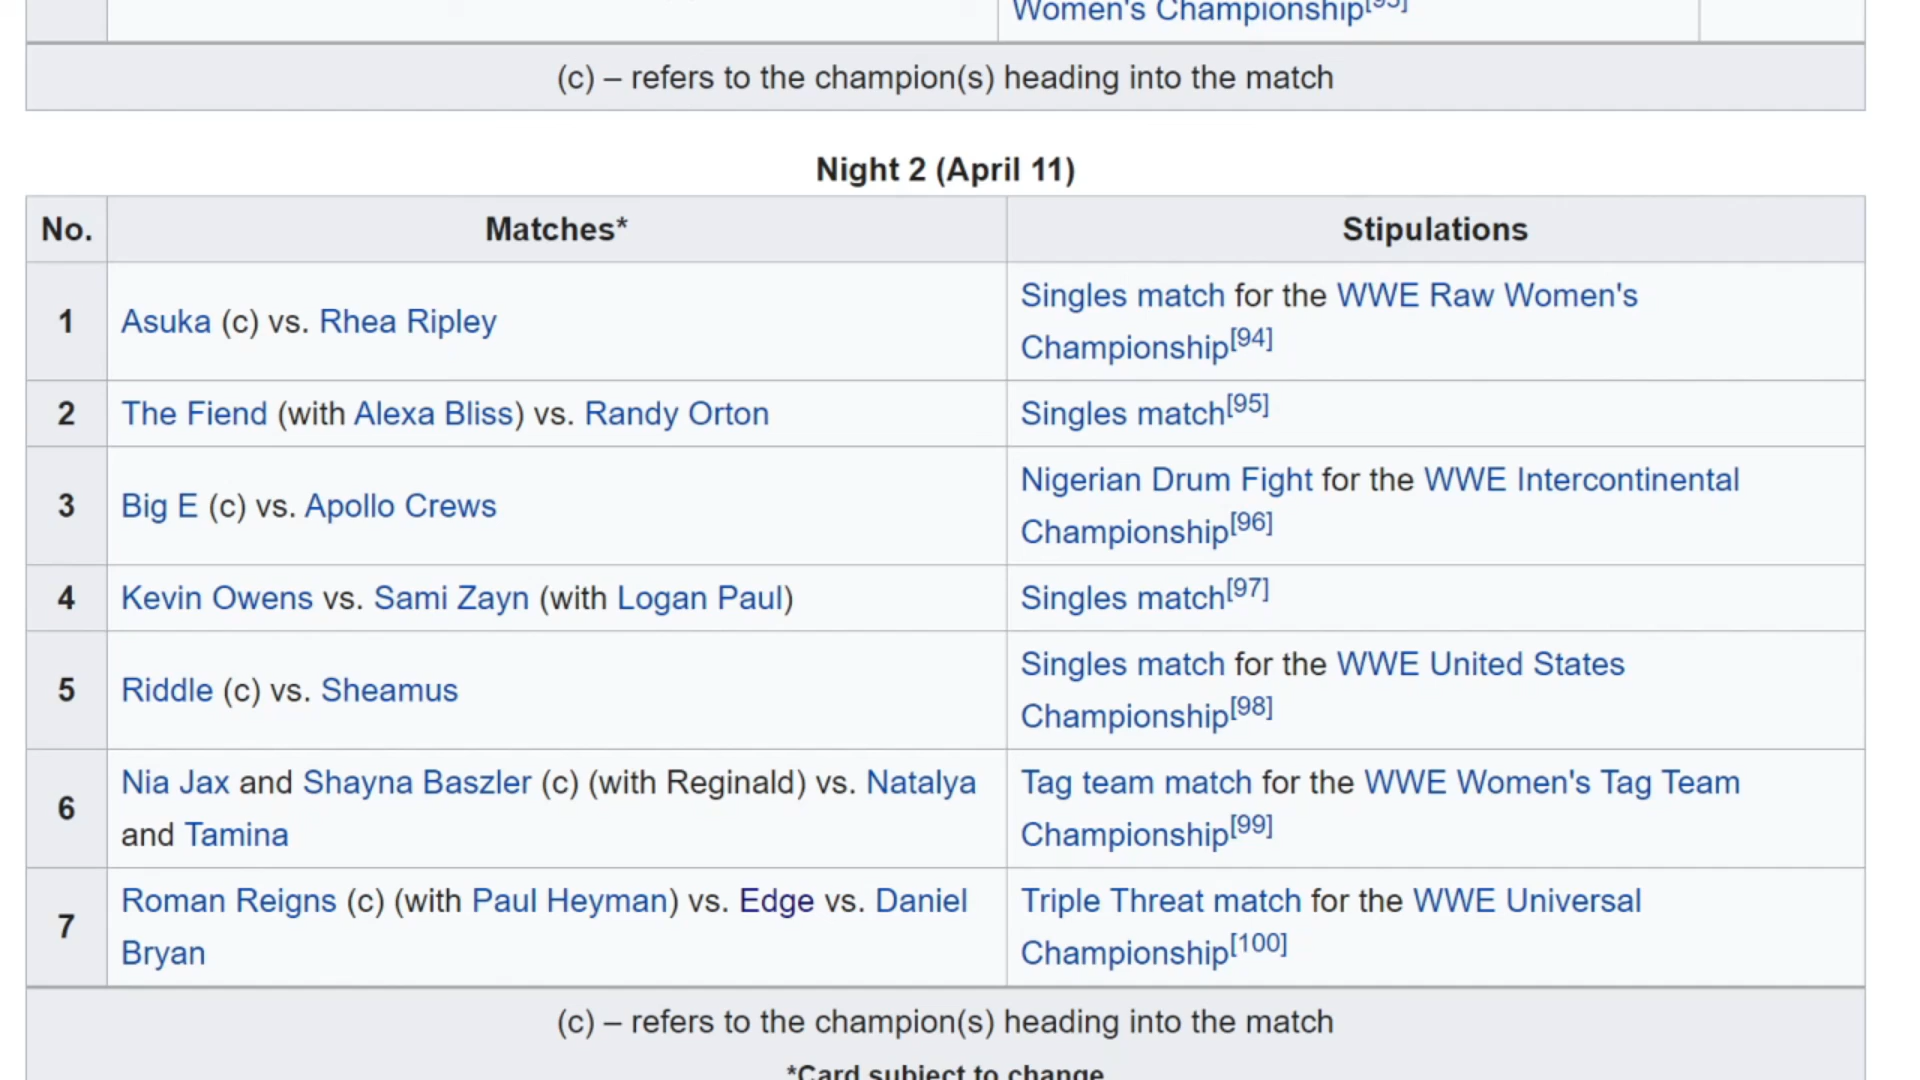 Women's Championship[93]
(c) – refers to the champion(s) heading into the match
Night 2 (April 11)
No. Matches* Stipulations
1 Asuka (c) vs. Rhea Ripley Singles match for the WWE Raw Women's
Championship[94]
2 The Fiend (with Alexa Bliss) vs. Randy Orton Singles match[95]
3 Big E (c) vs. Apollo Crews Nigerian Drum Fight for the WWE Intercontinental
Championship[96]
4 Kevin Owens vs. Sami Zayn (with Logan Paul) Singles match[97]
5 Riddle (c) vs. Sheamus Singles match for the WWE United States
Championship[98]
6 Nia Jax and Shayna Baszler (c) (with Reginald) vs. Natalya
and Tamina
Tag team match for the WWE Women's Tag Team
Championship[99]
7 Roman Reigns (c) (with Paul Heyman) vs. Edge vs. Daniel
Bryan
Triple Threat match for the WWE Universal
Championship[100]
(c) – refers to the champion(s) heading into the match
*Card subject to change